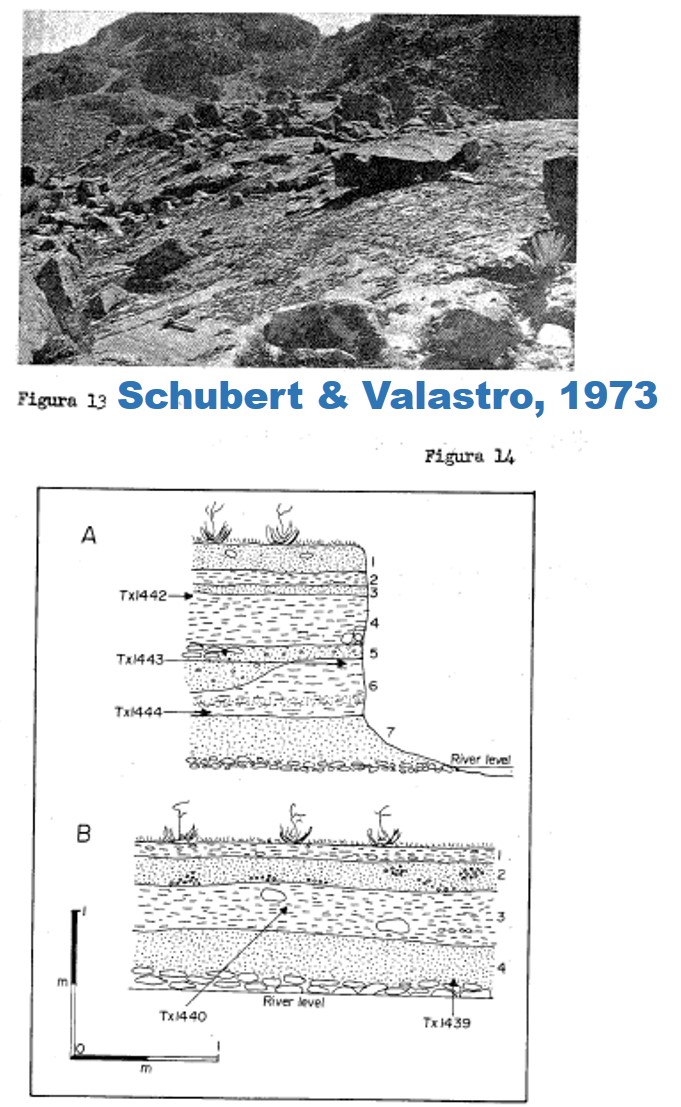 Figura 13 Schubert & Valastro, 1973
Figura 14
A
1
2
Tx1442
3
4
5
Tx1443
6
Tx1444
7
River level
B
1
2
3
4
1
m
River level
Tx1440
Tx1439
0
1
m